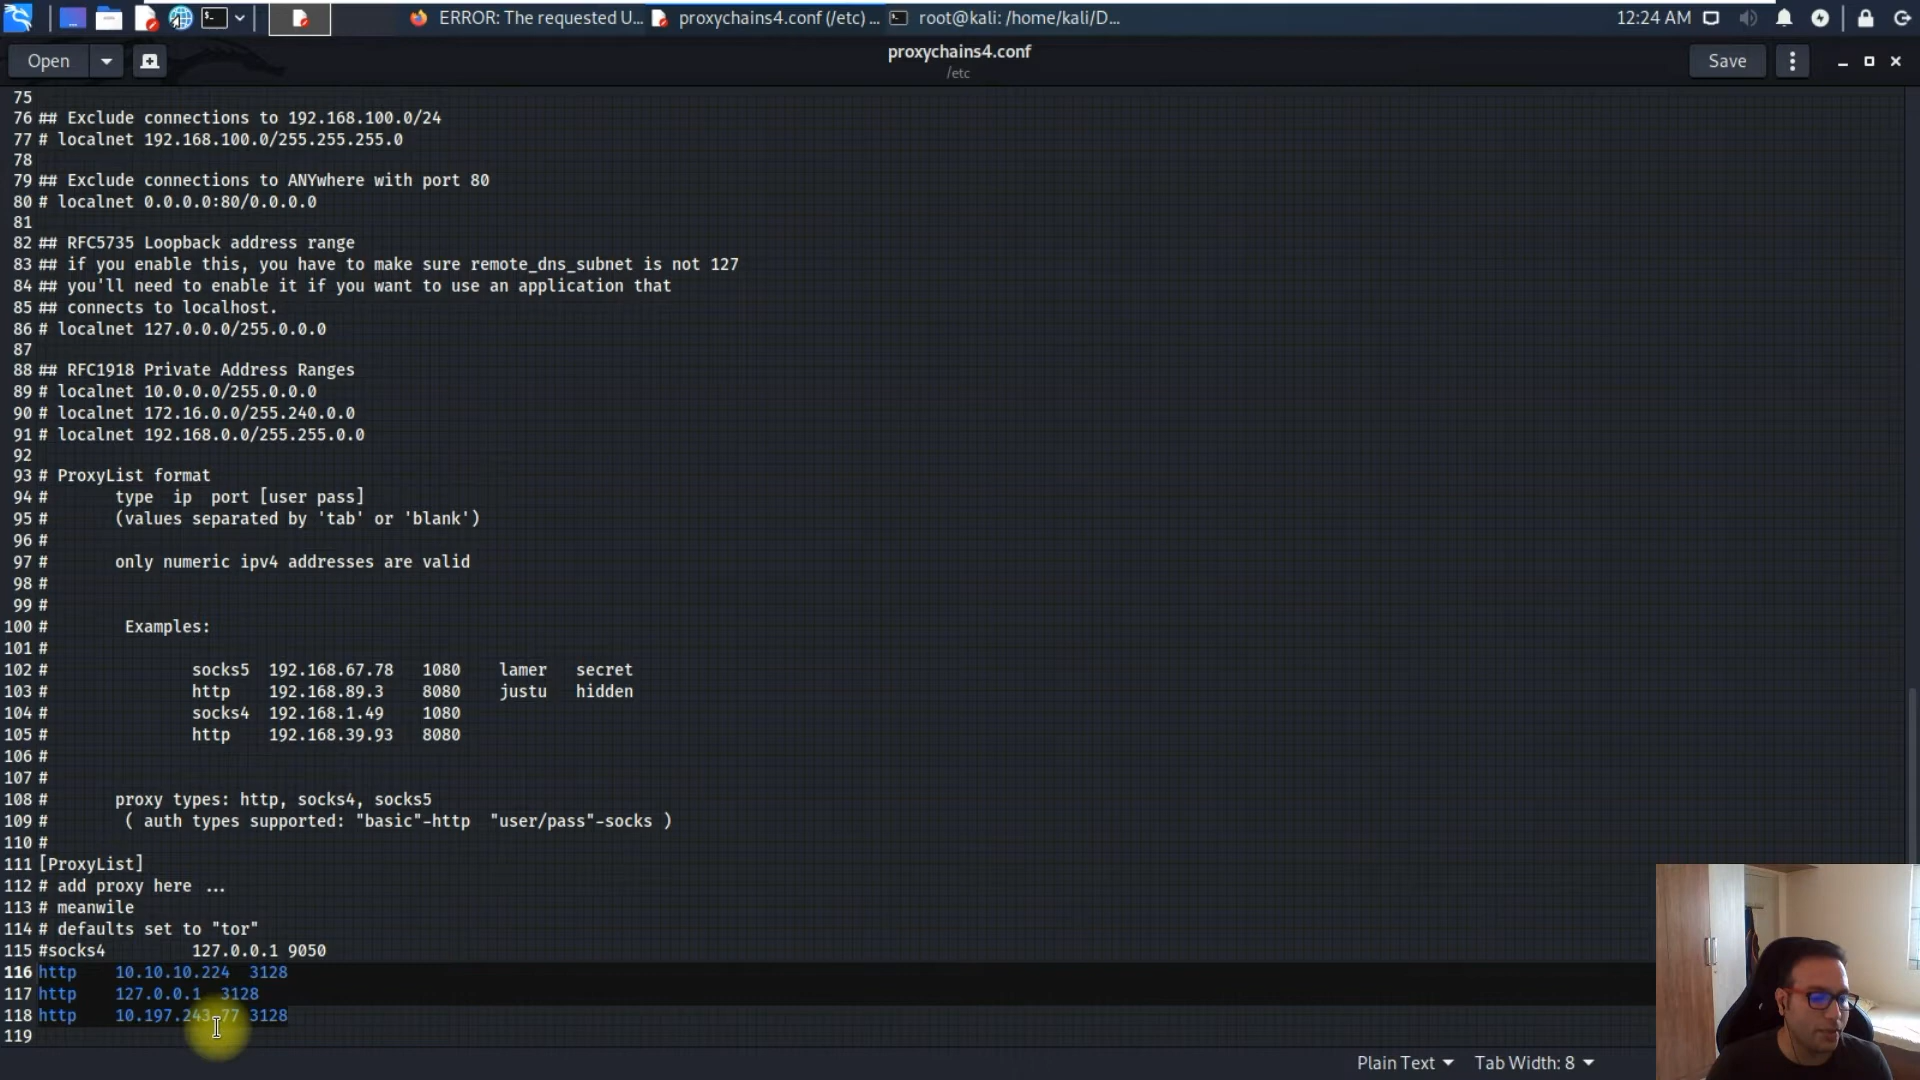 ERROR: The requested U... proxychains4.conf (/etc) ... root@kali: /home/kali/D... 12:24 AM
Open proxychains4.conf Save
/etc
75
76 ## Exclude connections to 192.168.100.0/24
77 # localnet 192.168.100.0/255.255.255.0
78
79 ## Exclude connections to ANYwhere with port 80
80 # localnet 0.0.0.0:80/0.0.0.0
81
82 ## RFC5735 Loopback address range
83 ## if you enable this, you have to make sure remote_dns_subnet is not 127
84 ## you'll need to enable it if you want to use an application that
85 ## connects to localhost.
86 # localnet 127.0.0.0/255.0.0.0
87
88 ## RFC1918 Private Address Ranges
89 # localnet 10.0.0.0/255.0.0.0
90 # localnet 172.16.0.0/255.240.0.0
91 # localnet 192.168.0.0/255.255.0.0
92
93 # ProxyList format
94 # type ip port [user pass]
95 # (values separated by 'tab' or 'blank')
96 #
97 # only numeric ipv4 addresses are valid
98 #
99 #
100 # Examples:
101 #
102 # socks5 192.168.67.78 1080 lamer secret
103 # http 192.168.89.3 8080 justu hidden
104 # socks4 192.168.1.49 1080
105 # http 192.168.39.93 8080
106 #
107 #
108 # proxy types: http, socks4, socks5
109 # ( auth types supported: "basic"-http "user/pass"-socks )
110 #
111 [ProxyList]
112 # add proxy here ...
113 # meanwile
114 # defaults set to "tor"
115 #socks4 127.0.0.1 9050
116 http 10.10.10.224 3128
117 http 127.0.0.1 3128
118 http 10.197.243.77 3128
119
Plain Text Tab Width: 8